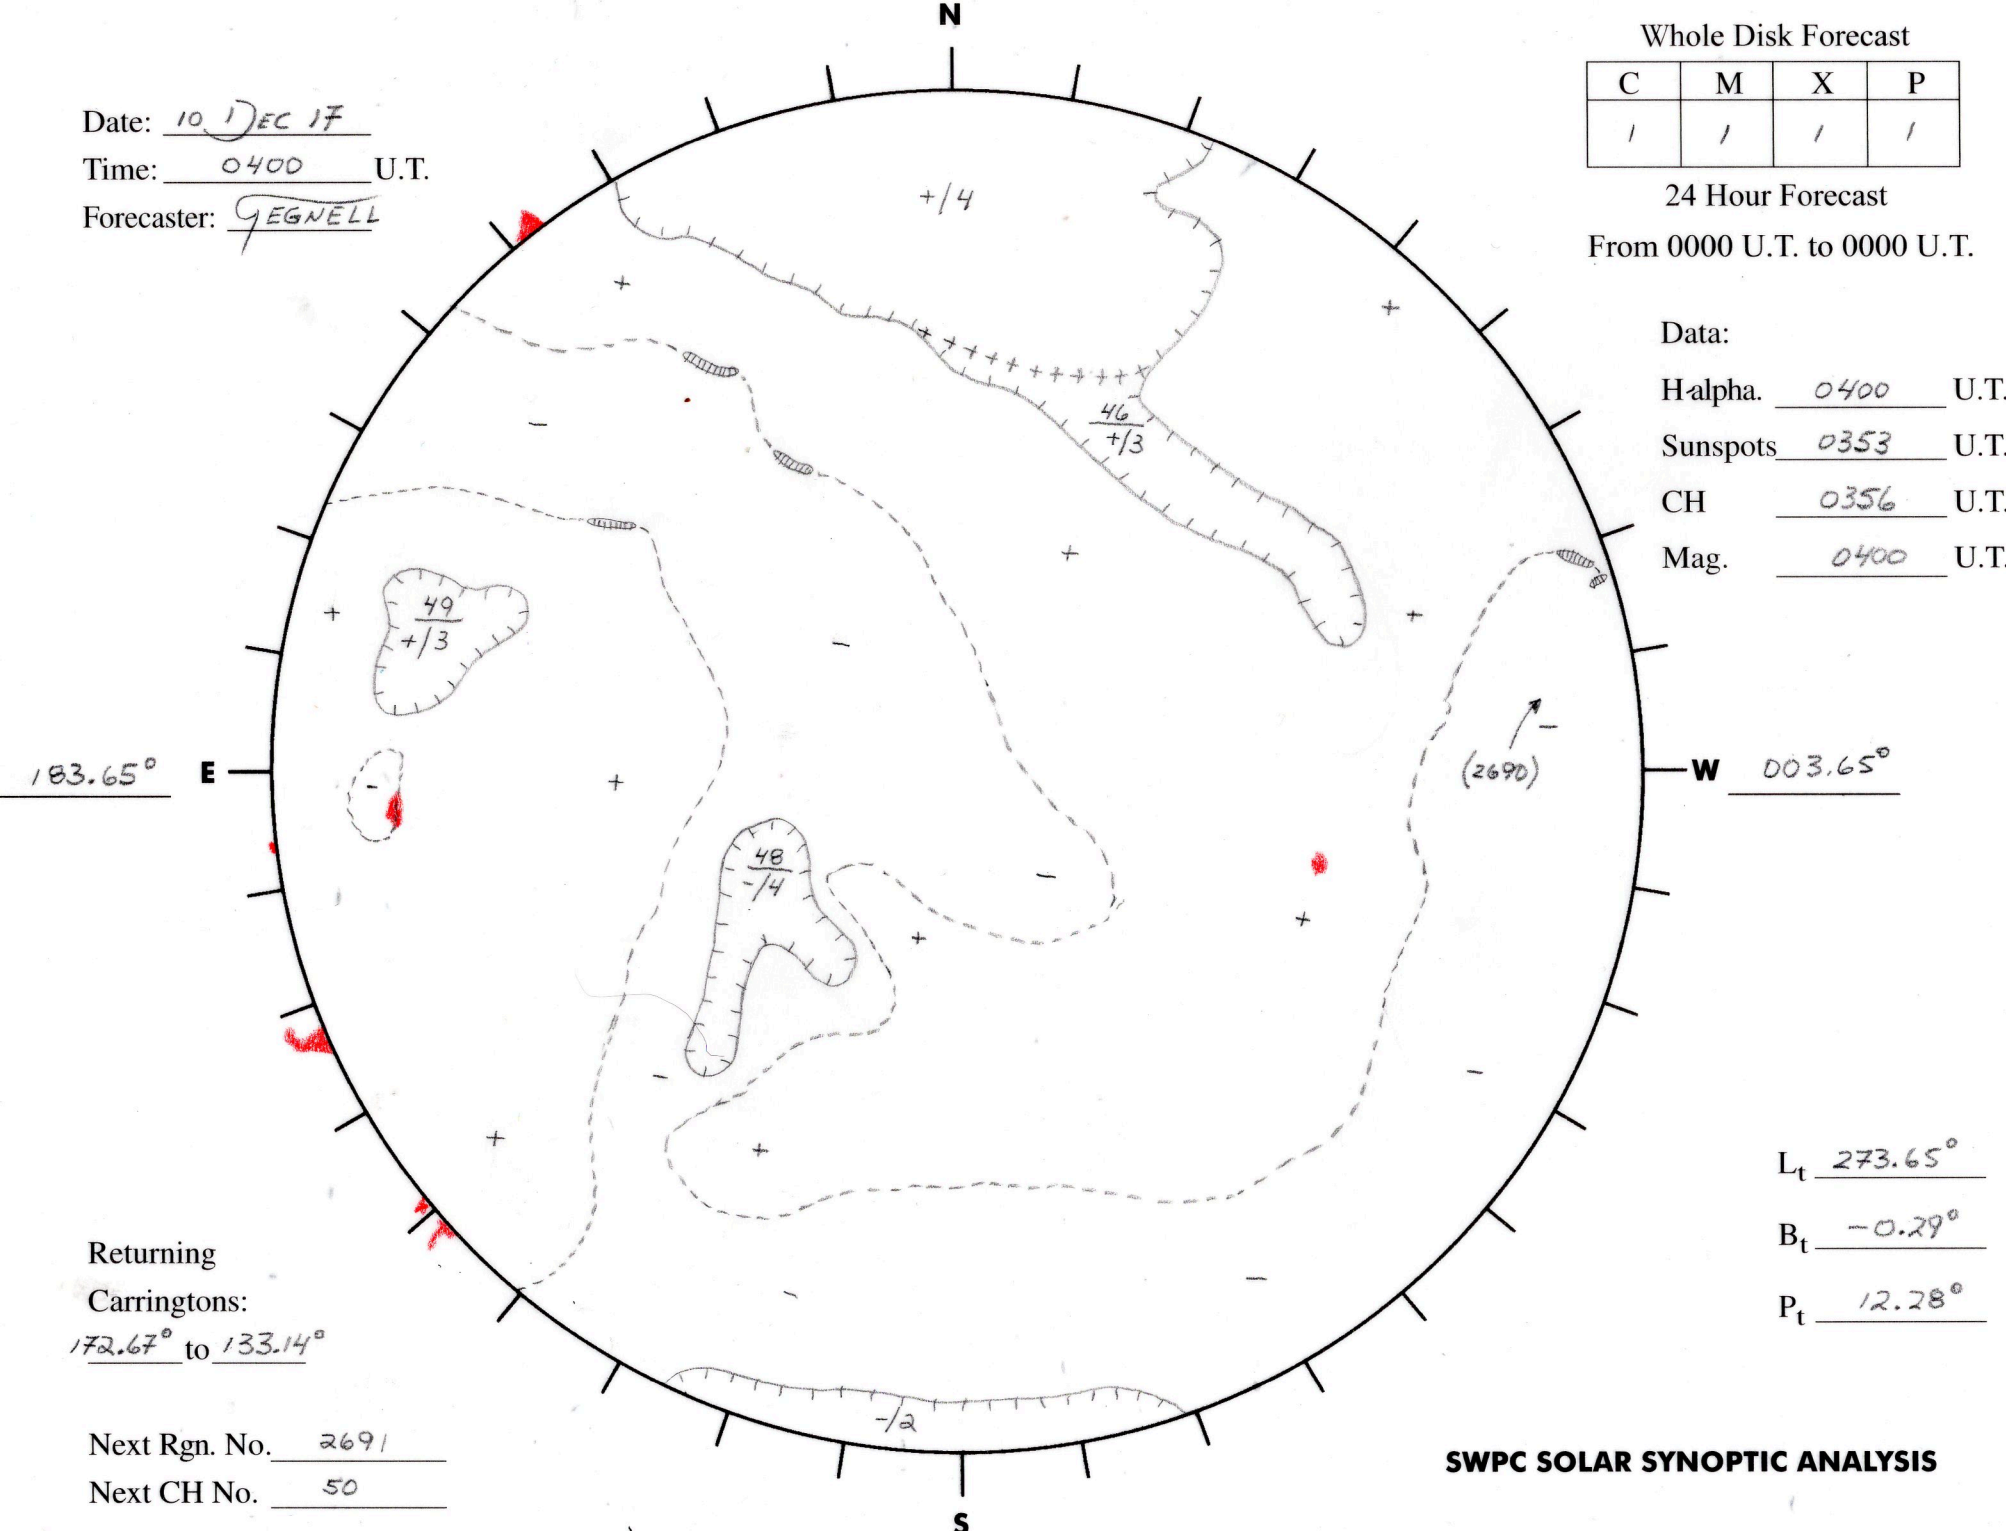 N
Whole Disk Forecast
C M X P
1 1 1 1
24 Hour Forecast
From 0000 U.T. to 0000 U.T.
Date: 10 DEC 17
Time: 0400 U.T.
Forecaster: GEGNELL
+/4
+
+
Data:
H-alpha. 0400 U.T.
Sunspots 0353 U.T.
CH 0356 U.T.
Mag. 0400 U.T.
46
+/3
-
+
49
+/3
+
+
-
-
(2690)
183.65° E
W 003.65°
-
+
48
-/4
-
+
+
-
-
+
+
-
-
Lt 273.65°
Bt -0.29°
Pt 12.28°
Returning
Carringtons:
172.67° to 133.14°
-/2
Next Rgn. No. 2691
Next CH No. 50
SWPC SOLAR SYNOPTIC ANALYSIS
S